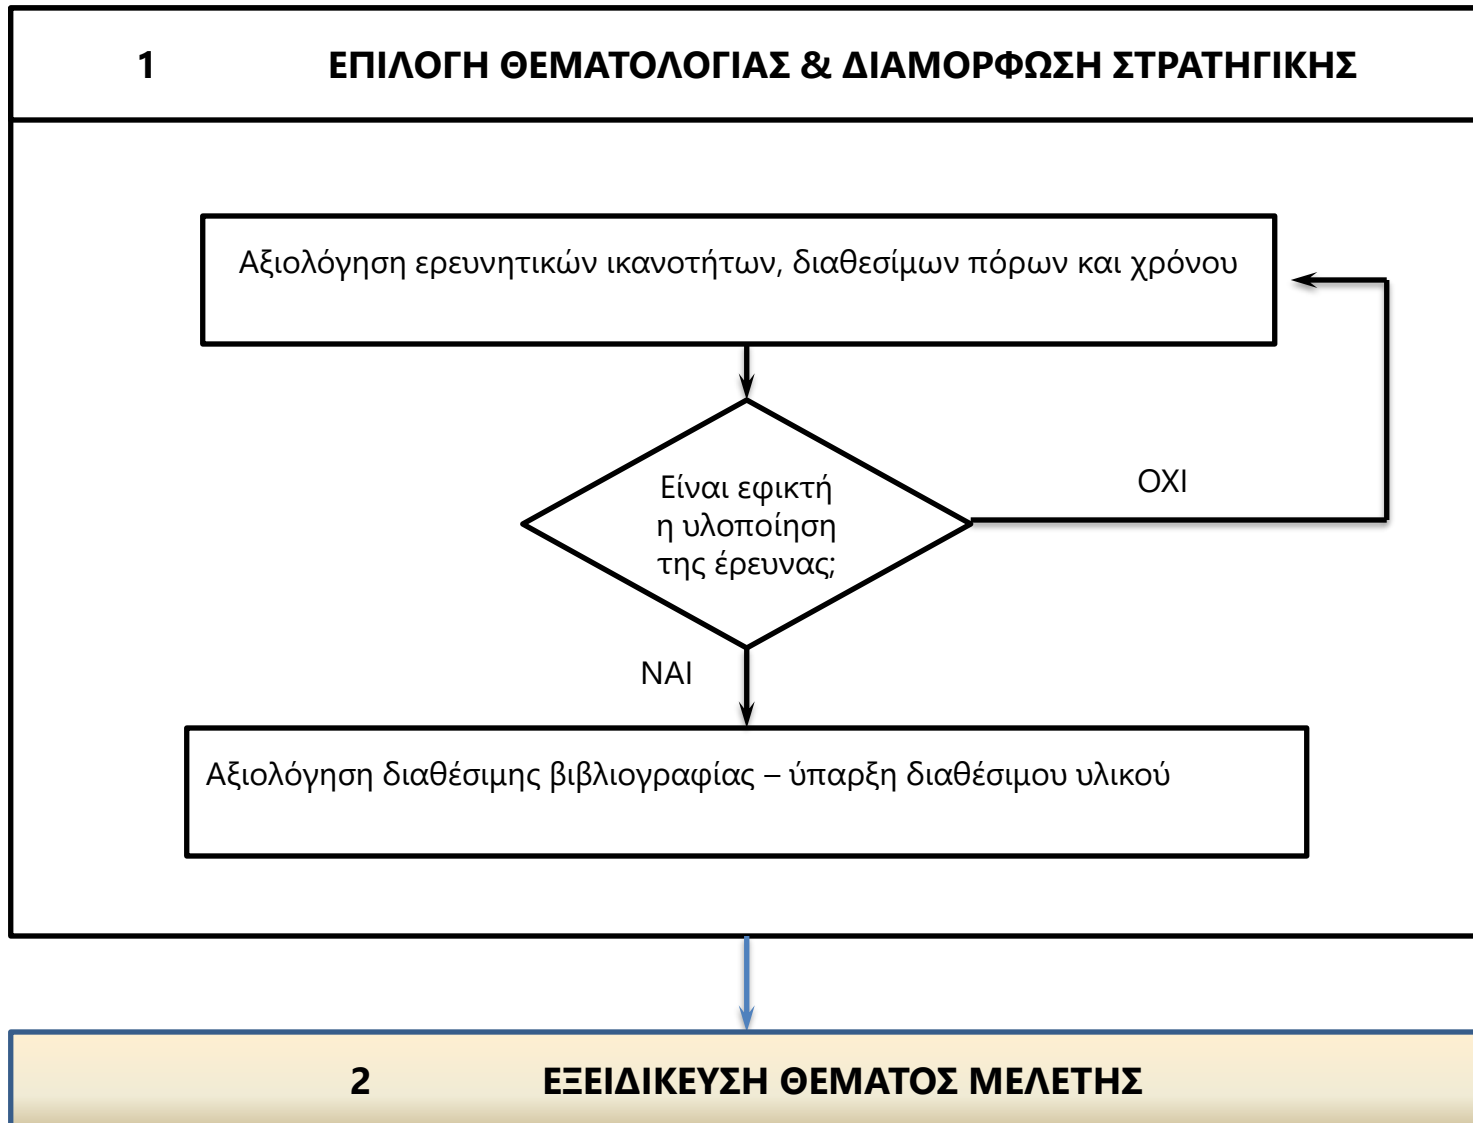 1 ΕΠΙΛΟΓΗ ΘΕΜΑΤΟΛΟΓΙΑΣ & ΔΙΑΜΟΡΦΩΣΗ ΣΤΡΑΤΗΓΙΚΗΣ
Αξιολόγηση ερευνητικών ικανοτήτων, διαθεσίμων πόρων και χρόνου
Είναι εφικτή
η υλοποίηση
της έρευνας;
ΟΧΙ
ΝΑΙ
Αξιολόγηση διαθέσιμης βιβλιογραφίας – ύπαρξη διαθέσιμου υλικού
2 ΕΞΕΙΔΙΚΕΥΣΗ ΘΕΜΑΤΟΣ ΜΕΛΕΤΗΣ